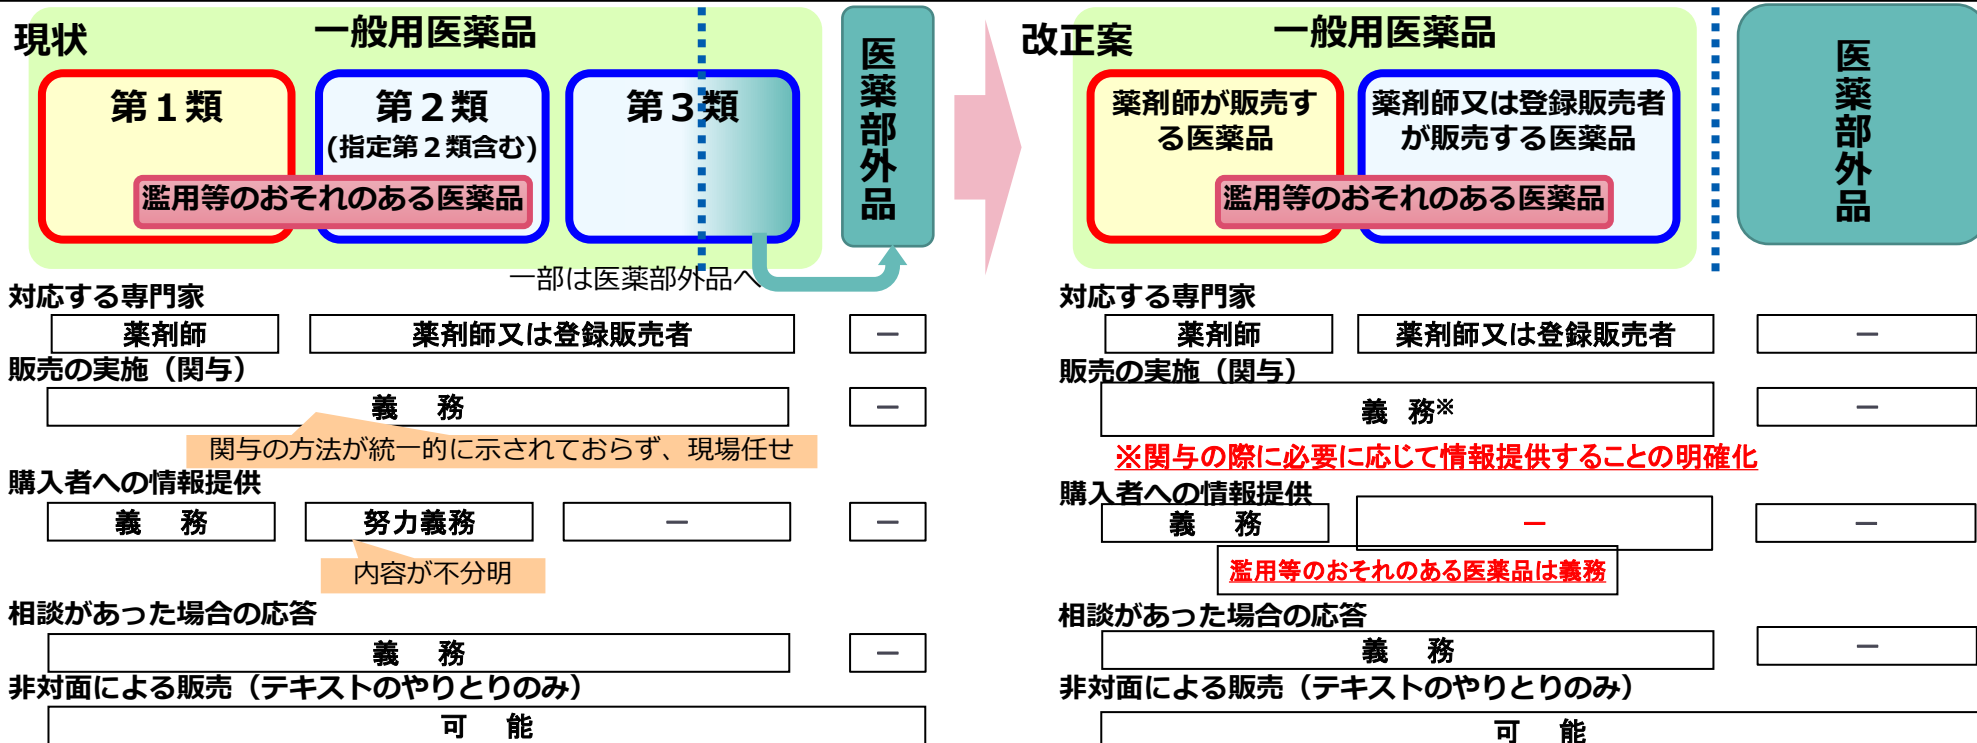 現状
一般用医薬品
第１類
第２類
(指定第２類含む)
第３類
濫用等のおそれのある医薬品
医薬部外品
一部は医薬部外品へ
対応する専門家
薬剤師
薬剤師又は登録販売者
－
販売の実施（関与）
義　務
－
関与の方法が統一的に示されておらず、現場任せ
購入者への情報提供
義　務
努力義務
－
－
内容が不分明
相談があった場合の応答
義　務
－
非対面による販売（テキストのやりとりのみ）
可　能
改正案
一般用医薬品
薬剤師が販売す
る医薬品
薬剤師又は登録販売者
が販売する医薬品
濫用等のおそれのある医薬品
医薬部外品
対応する専門家
薬剤師
薬剤師又は登録販売者
－
販売の実施（関与）
義　務※
－
※関与の際に必要に応じて情報提供することの明確化
購入者への情報提供
義　務
－
－
濫用等のおそれのある医薬品は義務
相談があった場合の応答
義　務
－
非対面による販売（テキストのやりとりのみ）
可　能